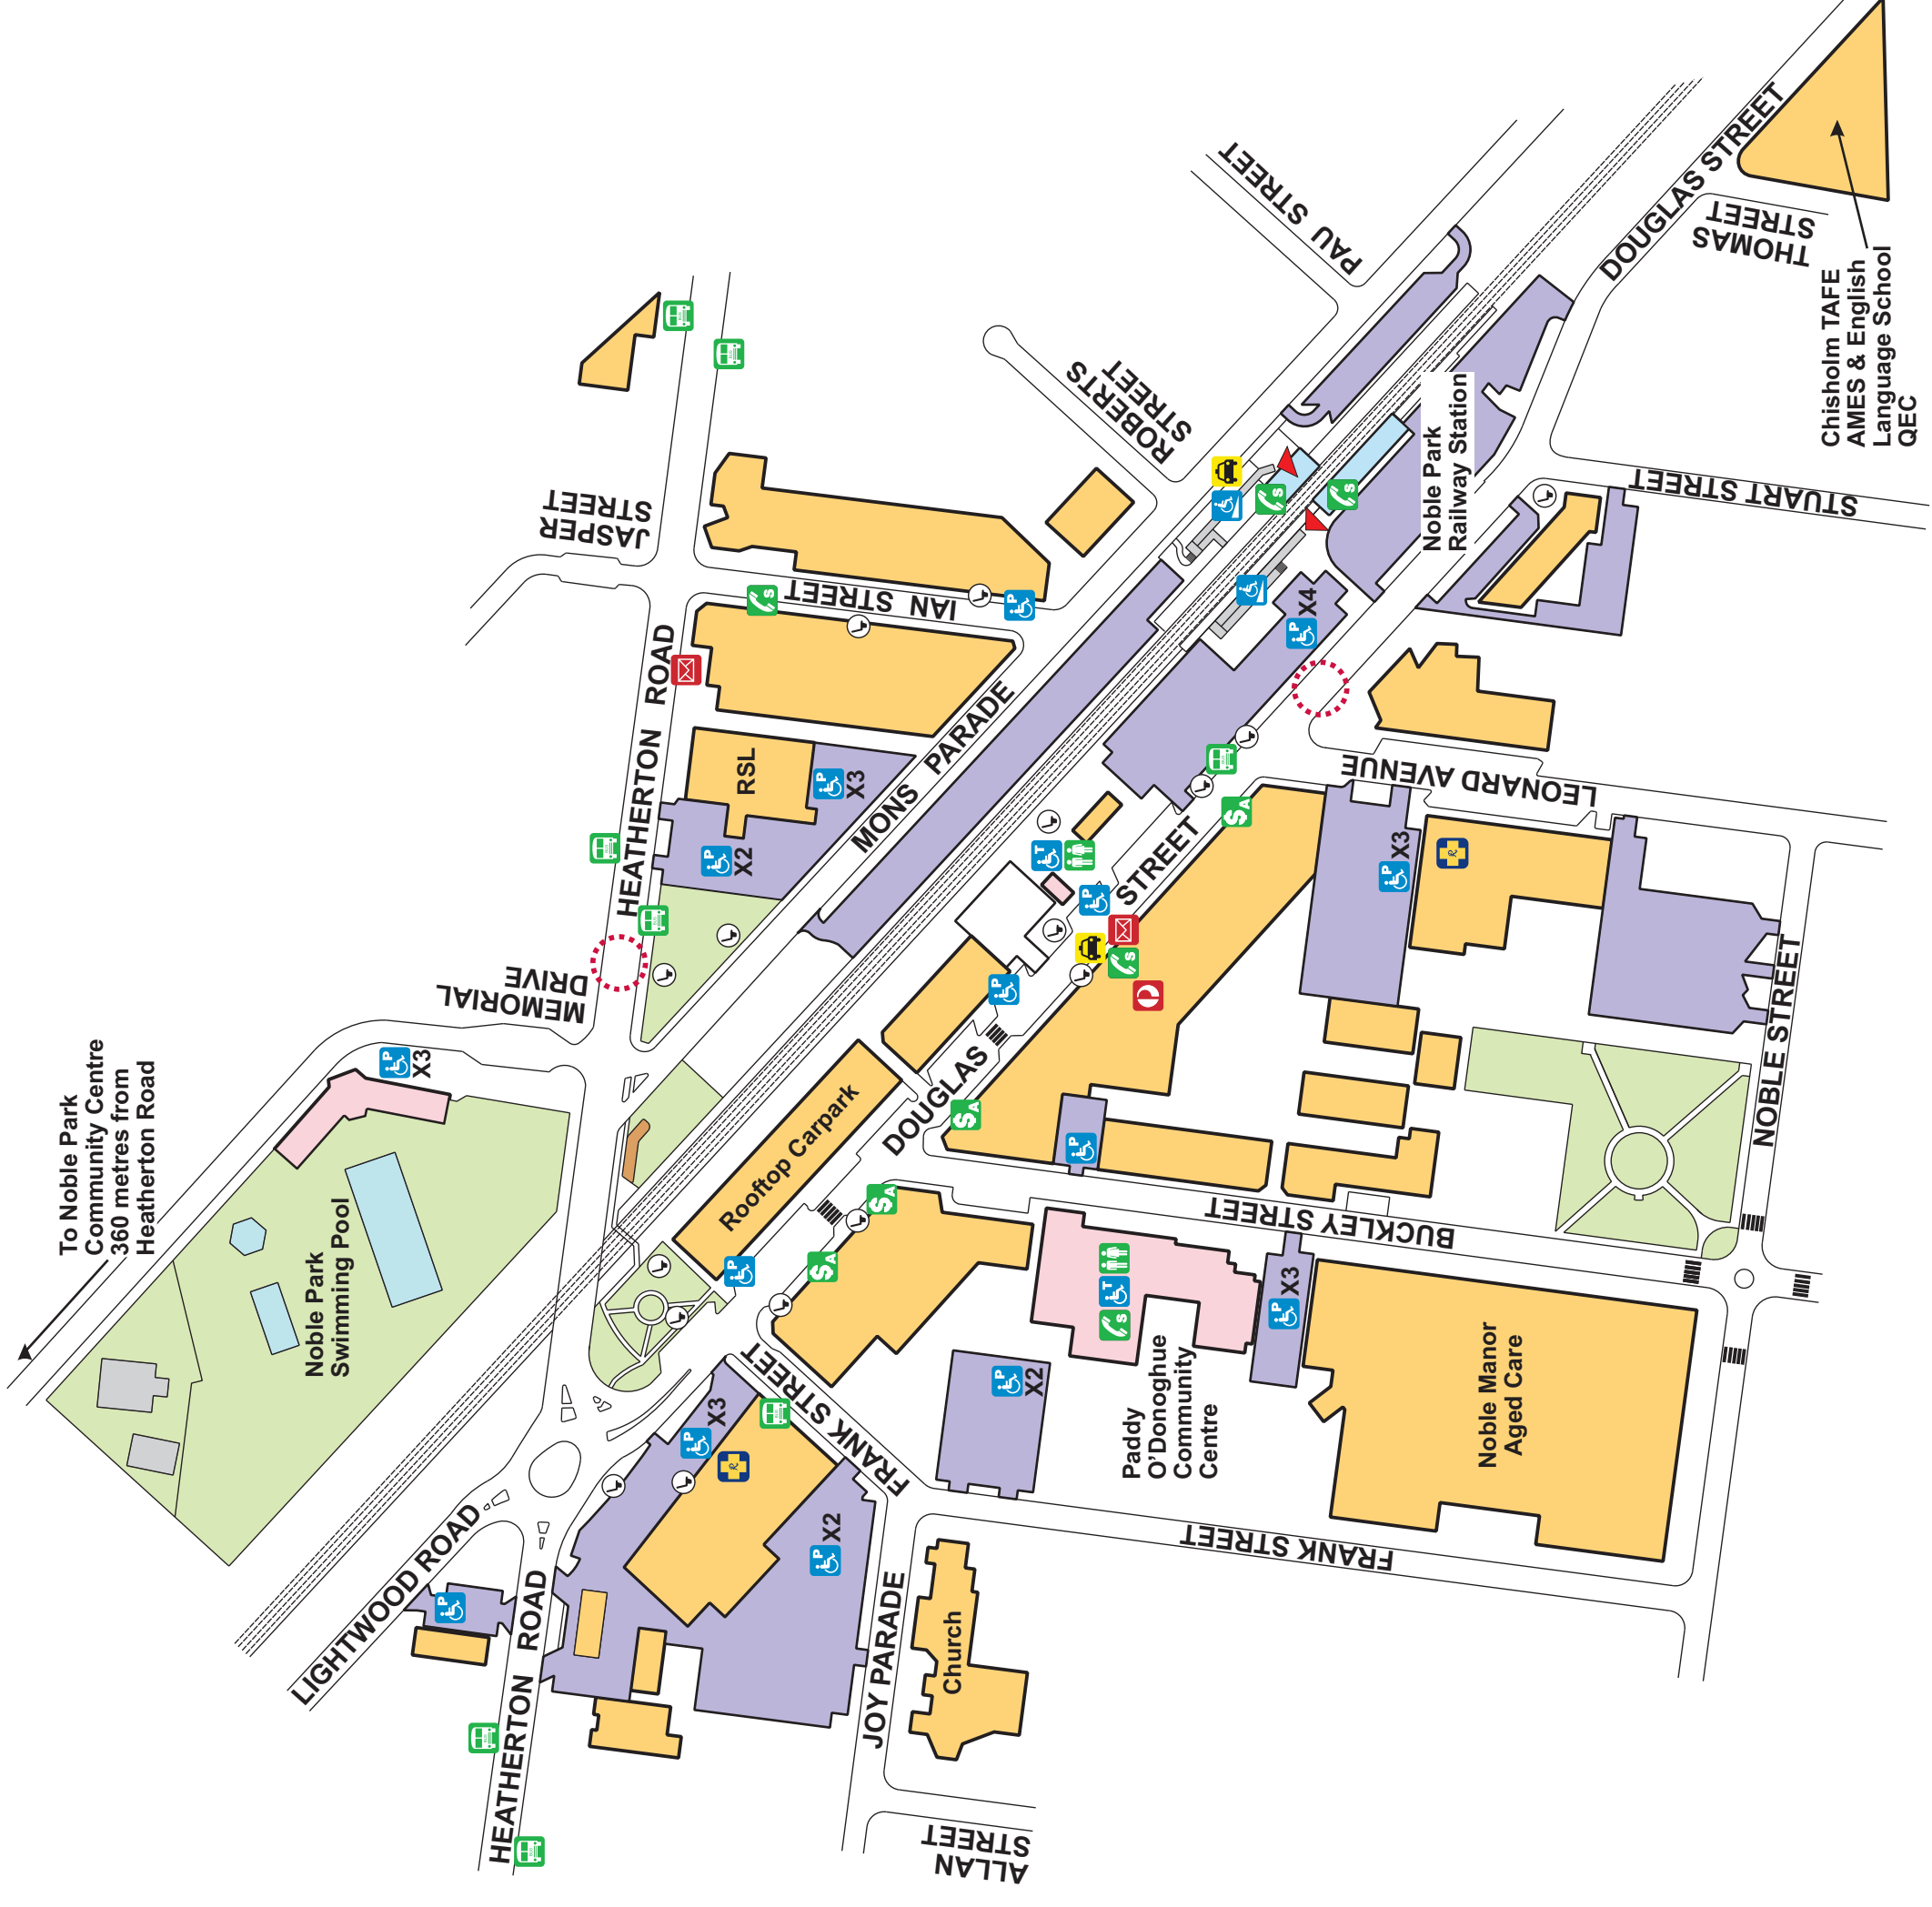 To Noble Park
Community Centre
360 metres from
Heatherton Road
Noble Park
Swimming Pool
X3
MEMORIAL
DRIVE
JASPER
STREET
HEATHERTON ROAD
RSL
X3
X2
IAN STREET
MONS PARADE
ROBERTS
STREET
PAU STREET
DOUGLAS STREET
THOMAS
STREET
Chisholm TAFE
AMES & English
Language School
QEC
Noble Park
Railway Station
STUART STREET
X4
LEONARD AVENUE
X3
DOUGLAS STREET
Rooftop Carpark
BUCKLEY STREET
NOBLE STREET
X3
Paddy
O'Donoghue
Community
Centre
X2
Noble Manor
Aged Care
FRANK STREET
FRANK STREET
X3
X2
LIGHTWOOD ROAD
HEATHERTON ROAD
HEATHERTON ROAD
JOY PARADE
Church
ALLAN
STREET